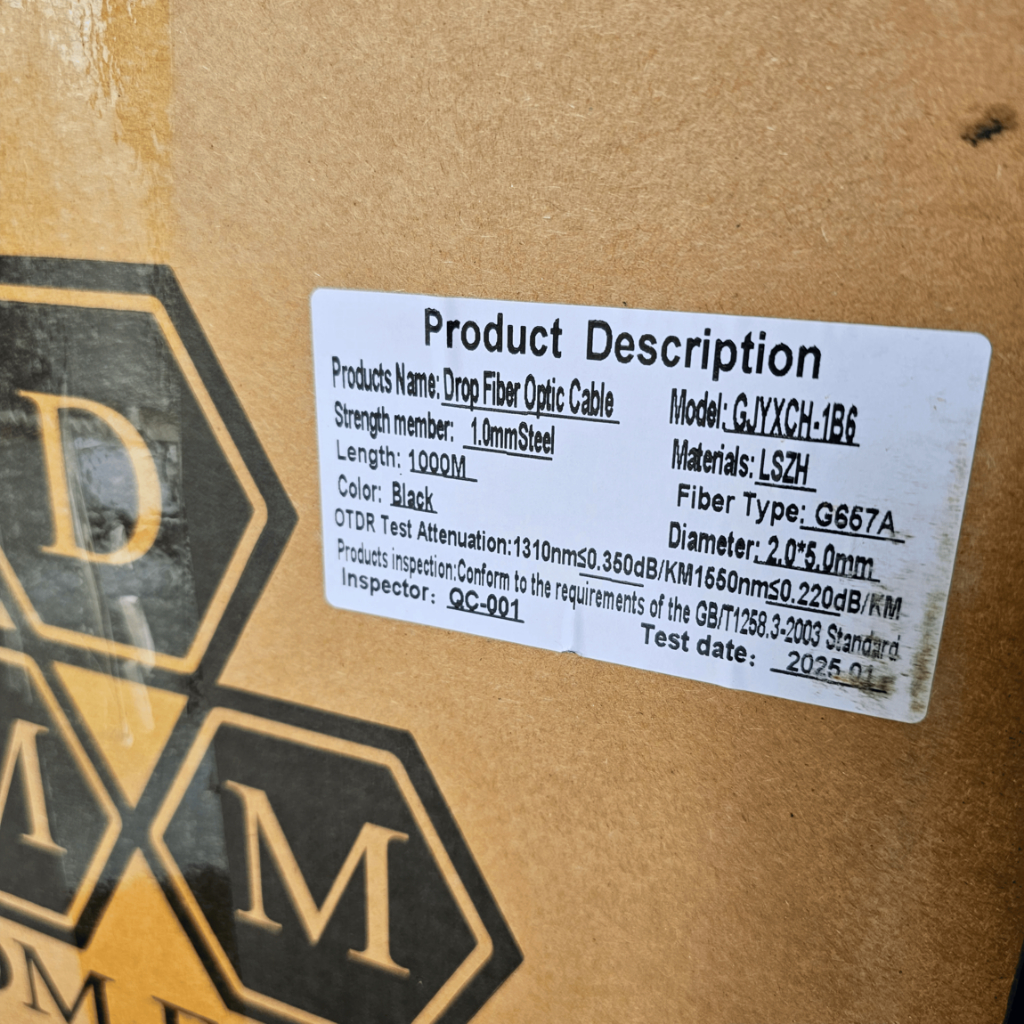 Product Description
Products Name: Drop Fiber Optic Cable Model: GJYXCH-1B6
Strength member: 1.0mmSteel Materials: LSZH
Length: 1000M Fiber Type: G657A
Color: Black Diameter: 2.0*5.0mm
OTDR Test Attenuation:1310nm≤0.350dB/KM1550nm≤0.220dB/KM
Products inspection:Conform to the requirements of the GB/T1258.3-2003 Standard
Inspector: QC-001 Test date: 2025.01
D
M M